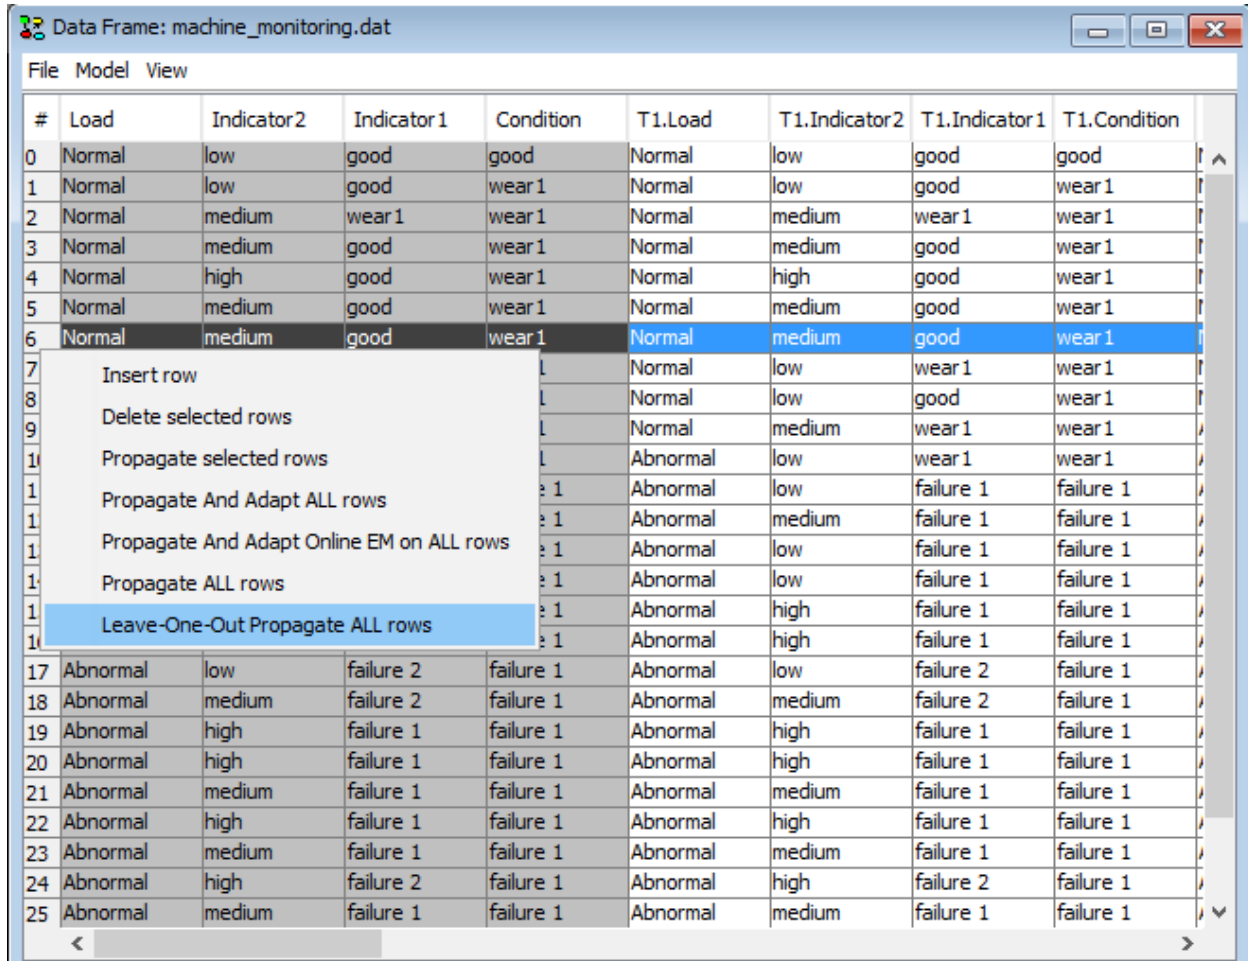 Data Frame: machine_monitoring.dat
File Model View
# Load Indicator2 Indicator1 Condition T1.Load T1.Indicator2 T1.Indicator1 T1.Condition
0 Normal low good good Normal low good good
1 Normal low good wear1 Normal low good wear1
2 Normal medium wear1 wear1 Normal medium wear1 wear1
3 Normal medium good wear1 Normal medium good wear1
4 Normal high good wear1 Normal high good wear1
5 Normal medium good wear1 Normal medium good wear1
6 Normal medium good wear1 Normal medium good wear1
7 Normal low wear1 wear1
8 Normal low good wear1
9 Normal medium wear1 wear1
Abnormal low wear1 wear1
Abnormal low failure 1 failure 1
Abnormal medium failure 1 failure 1
Abnormal low failure 1 failure 1
Abnormal low failure 1 failure 1
Abnormal high failure 1 failure 1
Abnormal high failure 1 failure 1
Insert row
Delete selected rows
Propagate selected rows
Propagate And Adapt ALL rows
Propagate And Adapt Online EM on ALL rows
Propagate ALL rows
Leave-One-Out Propagate ALL rows
17 Abnormal low failure 2 failure 1 Abnormal low failure 2 failure 1
18 Abnormal medium failure 2 failure 1 Abnormal medium failure 2 failure 1
19 Abnormal high failure 1 failure 1 Abnormal high failure 1 failure 1
20 Abnormal high failure 1 failure 1 Abnormal high failure 1 failure 1
21 Abnormal medium failure 1 failure 1 Abnormal medium failure 1 failure 1
22 Abnormal high failure 1 failure 1 Abnormal high failure 1 failure 1
23 Abnormal medium failure 1 failure 1 Abnormal medium failure 1 failure 1
24 Abnormal high failure 2 failure 1 Abnormal high failure 2 failure 1
25 Abnormal medium failure 1 failure 1 Abnormal medium failure 1 failure 1